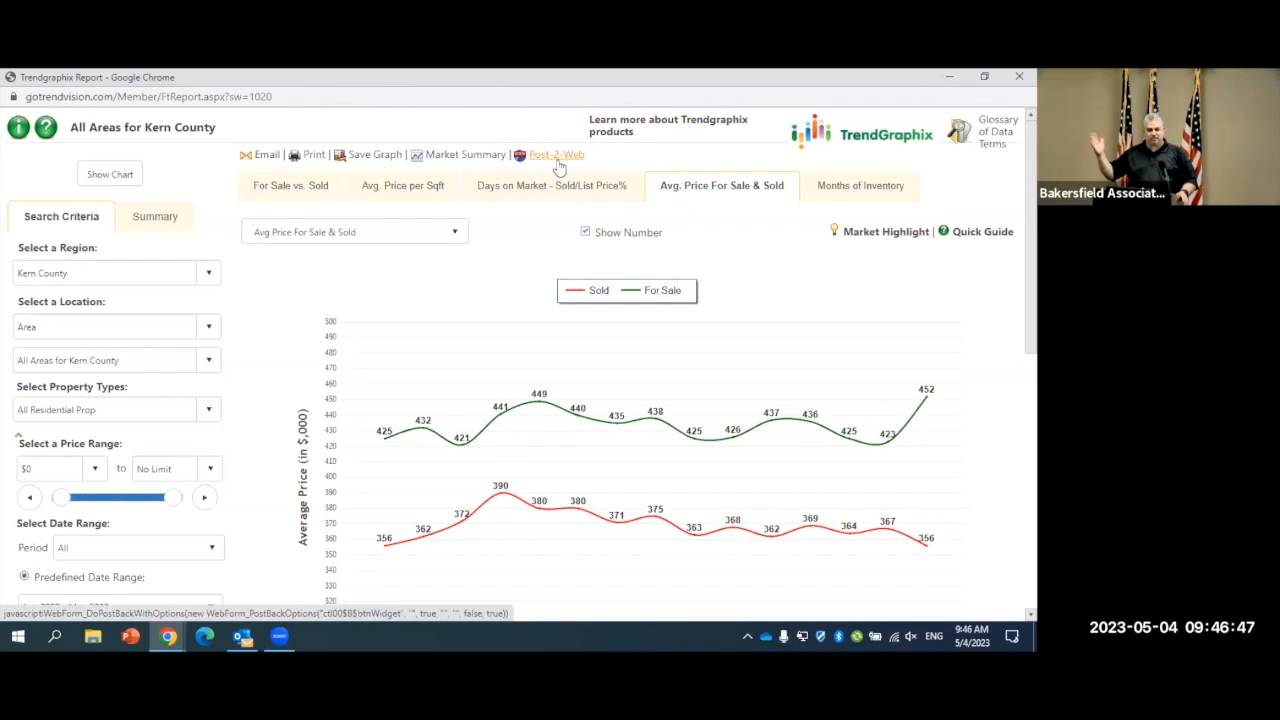 Trendgraphix Report - Google Chrome
gotrendvision.com/Member/FtReport.aspx?sw=1020
All Areas for Kern County
Learn more about Trendgraphix
products
TrendGraphix
Glossary
of Data
Terms
Email | Print | Save Graph | Market Summary | Post-2-Web
Show Chart
For Sale vs. Sold
Avg. Price per Sqft
Days on Market - Sold/List Price%
Avg. Price For Sale & Sold
Months of Inventory
Search Criteria
Summary
Avg Price For Sale & Sold
Show Number
Market Highlight | Quick Guide
Select a Region:
Kern County
Select a Location:
Area
All Areas for Kern County
Select Property Types:
All Residential Prop
Select a Price Range:
$0 to No Limit
Select Date Range:
Period All
Predefined Date Range:
Sold For Sale
Average Price (in $,000)
500
490
480
470
460
450
440
430
420
410
400
390
380
370
360
350
340
330
320
425 432 421 441 449 440 435 438 425 426 437 436 425 423 452
356 362 372 390 380 380 371 375 363 368 362 369 364 367 356
javascript:WebForm_DoPostBackWithOptions(new WebForm_PostBackOptions("ctl00$B$btnWidget", "", true, "", "", false, true))
ENG
9:46 AM
5/4/2023
Bakersfield Associat...
2023-05-04 09:46:47